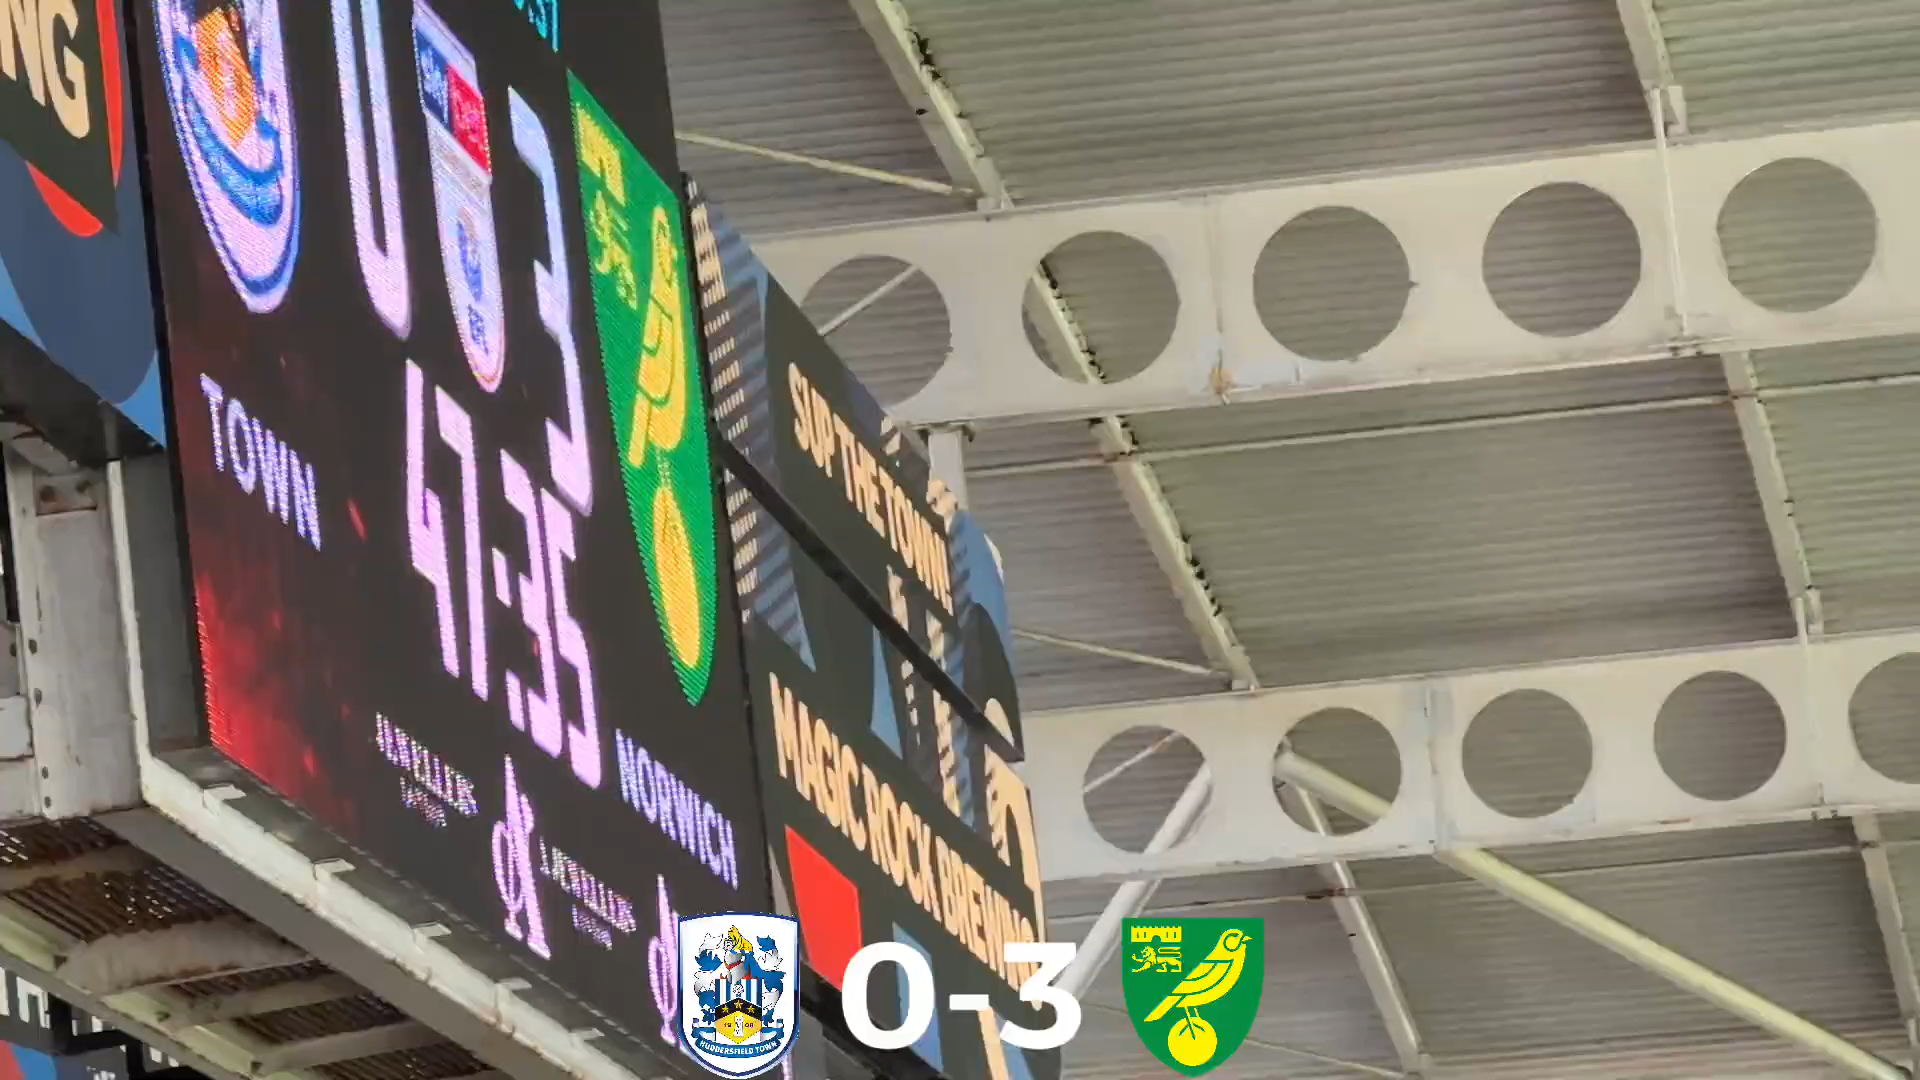 NG
0 3
47:35
TOWN
NORWICH
SUP THE TOWN!
MAGIC ROCK BREWING
0-3
HUDDERSFIELD TOWN